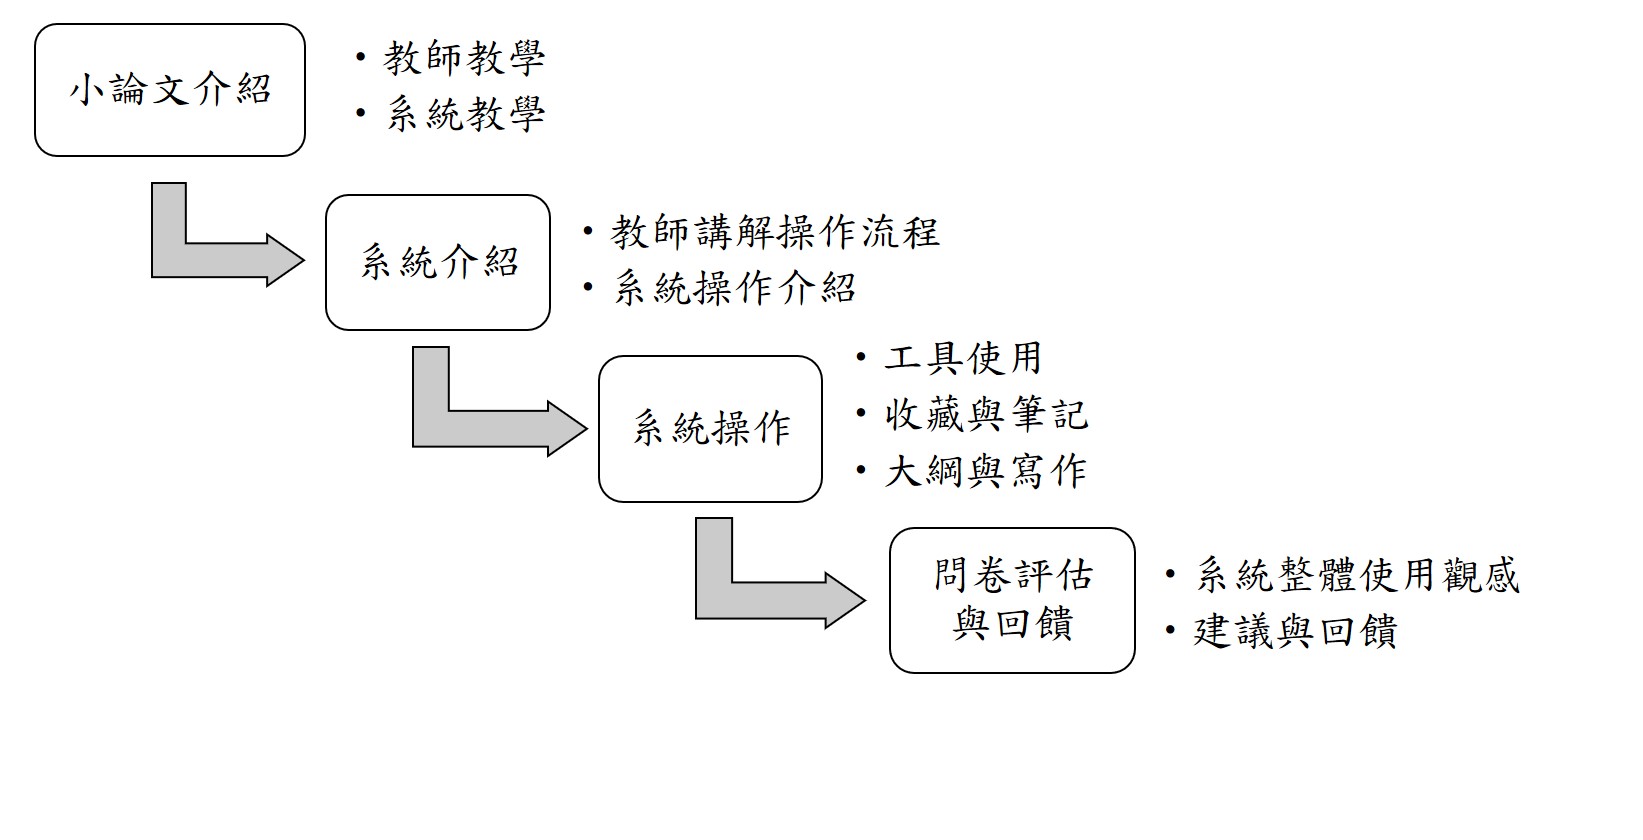 小論文介紹
• 教師教學
• 系統教學
系統介紹
• 教師講解操作流程
• 系統操作介紹
系統操作
• 工具使用
• 收藏與筆記
• 大綱與寫作
問卷評估
與回饋
• 系統整體使用觀感
• 建議與回饋